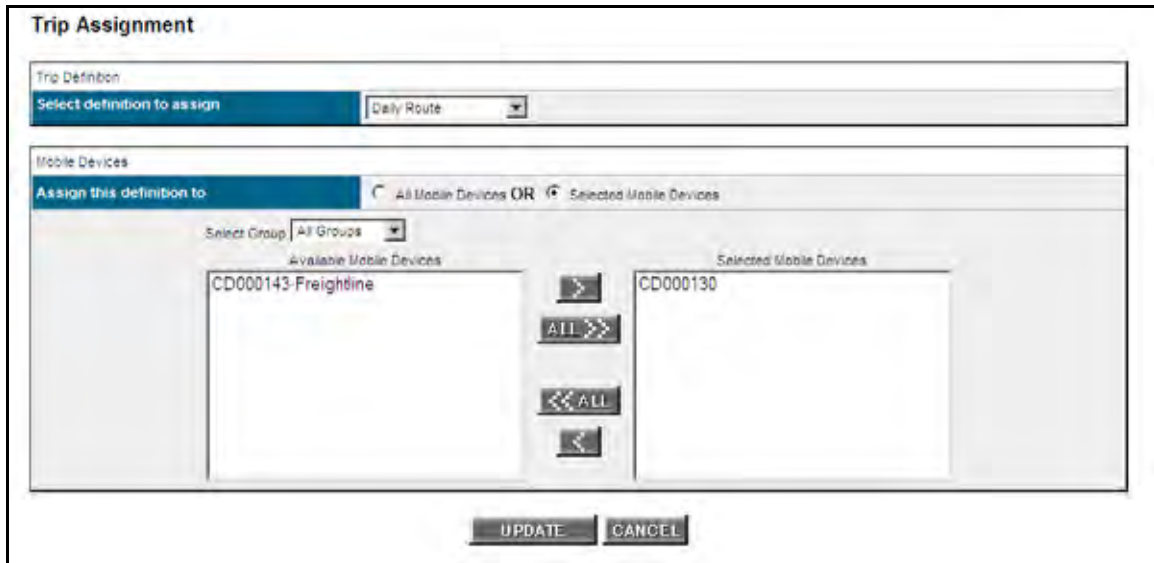 Trip Assignment
Trip Definition
Select definition to assign
Daily Route
Mobile Devices
Assign this definition to
All Mobile Devices OR Selected Mobile Devices
Select Group All Groups
Available Mobile Devices
Selected Mobile Devices
CD000143-Freightline
CD000130
>
ALL >>
<< ALL
<
UPDATE
CANCEL